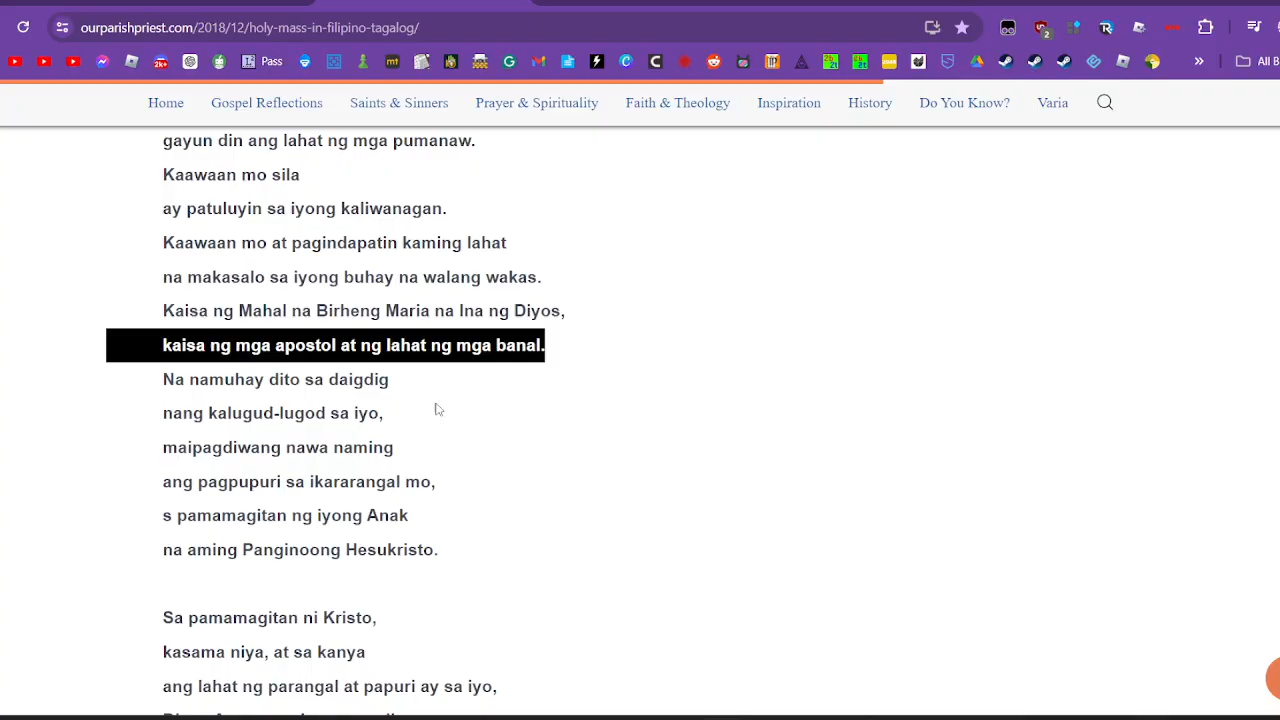 ourparishpriest.com/2018/12/holy-mass-in-filipino-tagalog/
Pass
All B
Home Gospel Reflections Saints & Sinners Prayer & Spirituality Faith & Theology Inspiration History Do You Know? Varia
gayun din ang lahat ng mga pumanaw.
Kaawaan mo sila
ay patuluyin sa iyong kaliwanagan.
Kaawaan mo at pagindapatin kaming lahat
na makasalo sa iyong buhay na walang wakas.
Kaisa ng Mahal na Birheng Maria na Ina ng Diyos,
kaisa ng mga apostol at ng lahat ng mga banal.
Na namuhay dito sa daigdig
nang kalugud-lugod sa iyo,
maipagdiwang nawa naming
ang pagpupuri sa ikararangal mo,
s pamamagitan ng iyong Anak
na aming Panginoong Hesukristo.
Sa pamamagitan ni Kristo,
kasama niya, at sa kanya
ang lahat ng parangal at papuri ay sa iyo,